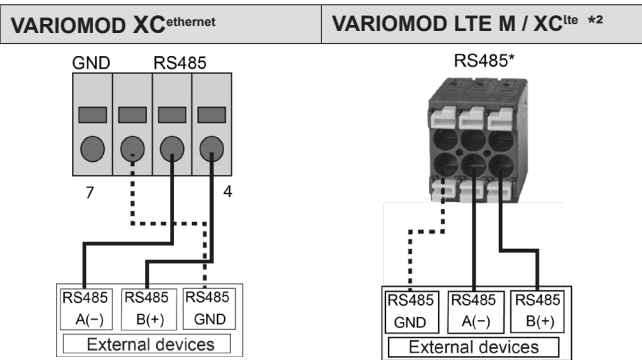 VARIOMOD XCethernet
VARIOMOD LTE M / XClte *2
GND RS485
7 4
RS485 A(−)
RS485 B(+)
RS485 GND
External devices
RS485*
RS485 GND
RS485 A(−)
RS485 B(+)
External devices